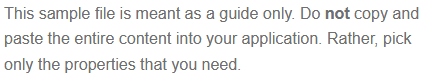 This sample file is meant as a guide only. Do not copy and
paste the entire content into your application. Rather, pick
only the properties that you need.